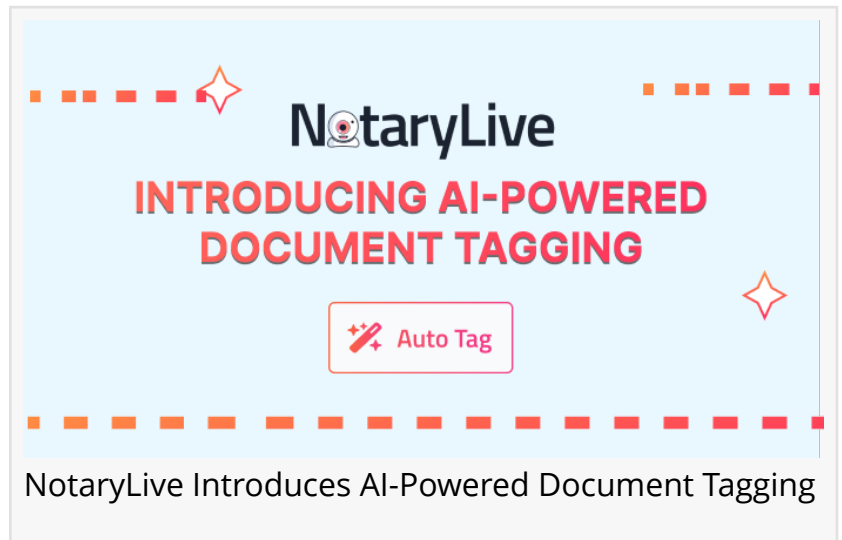 NotaryLive
INTRODUCING AI-POWERED
DOCUMENT TAGGING
Auto Tag
NotaryLive Introduces AI-Powered Document Tagging